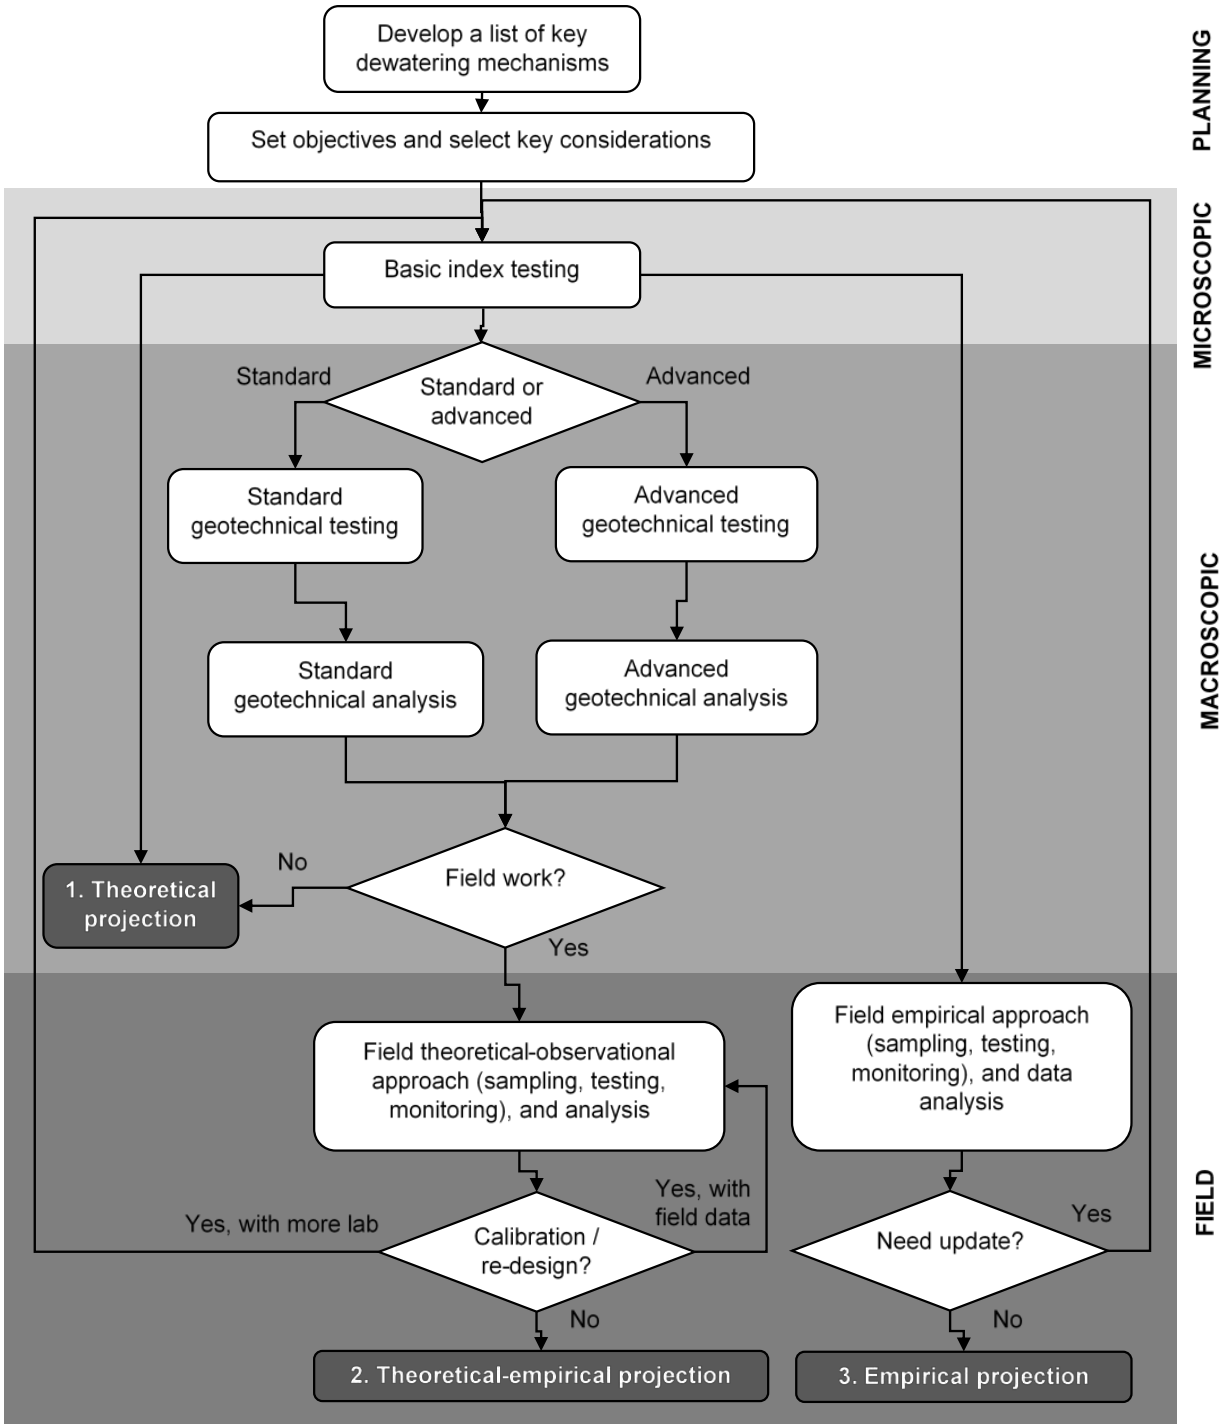 Develop a list of key
dewatering mechanisms
PLANNING
Set objectives and select key considerations
MICROSCOPIC
Basic index testing
Standard
Standard or
advanced
Advanced
Standard
geotechnical testing
Advanced
geotechnical testing
MACROSCOPIC
Standard
geotechnical analysis
Advanced
geotechnical analysis
No
Field work?
1. Theoretical
projection
Yes
Field theoretical-observational
approach (sampling, testing,
monitoring), and analysis
Field empirical approach
(sampling, testing,
monitoring), and data
analysis
FIELD
Yes, with more lab
Calibration /
re-design?
Yes, with
field data
Need update?
Yes
No
No
2. Theoretical-empirical projection
3. Empirical projection